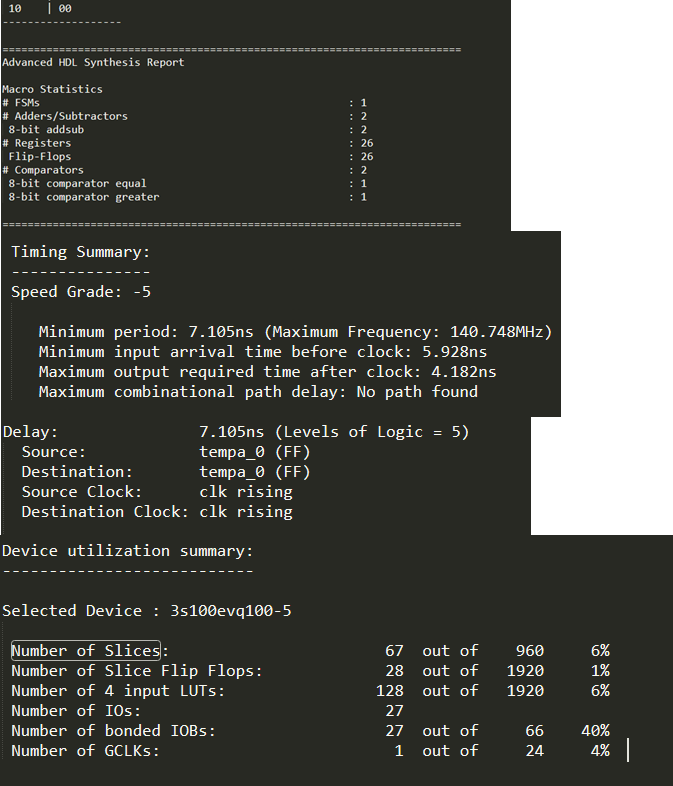 10    | 00
-------------------
=========================================================================
Advanced HDL Synthesis Report
Macro Statistics
# FSMs                                                 : 1
# Adders/Subtractors                                   : 2
 8-bit addsub                                          : 2
# Registers                                            : 26
 Flip-Flops                                            : 26
# Comparators                                          : 2
 8-bit comparator equal                                : 1
 8-bit comparator greater                              : 1
=========================================================================
Timing Summary:
---------------
Speed Grade: -5
Minimum period: 7.105ns (Maximum Frequency: 140.748MHz)
Minimum input arrival time before clock: 5.928ns
Maximum output required time after clock: 4.182ns
Maximum combinational path delay: No path found
Delay:               7.105ns (Levels of Logic = 5)
  Source:            tempa_0 (FF)
  Destination:       tempa_0 (FF)
  Source Clock:      clk rising
  Destination Clock: clk rising
Device utilization summary:
---------------------------
Selected Device : 3s100evq100-5
 Number of Slices:                       67  out of    960     6%
 Number of Slice Flip Flops:             28  out of   1920     1%
 Number of 4 input LUTs:                128  out of   1920     6%
 Number of IOs:                          27
 Number of bonded IOBs:                  27  out of     66    40%
 Number of GCLKs:                         1  out of     24     4%